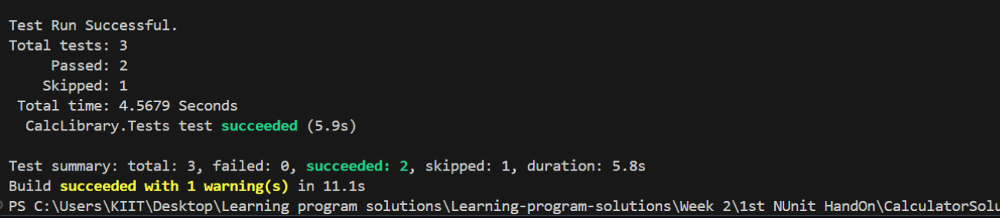 Test Run Successful.
Total tests: 3
Passed: 2
Skipped: 1
Total time: 4.5679 Seconds
CalcLibrary.Tests test succeeded (5.9s)
Test summary: total: 3, failed: 0, succeeded: 2, skipped: 1, duration: 5.8s
Build succeeded with 1 warning(s) in 11.1s
PS C:\Users\KIIT\Desktop\Learning program solutions\Learning-program-solutions\Week 2\1st NUnit HandOn\CalculatorSolu